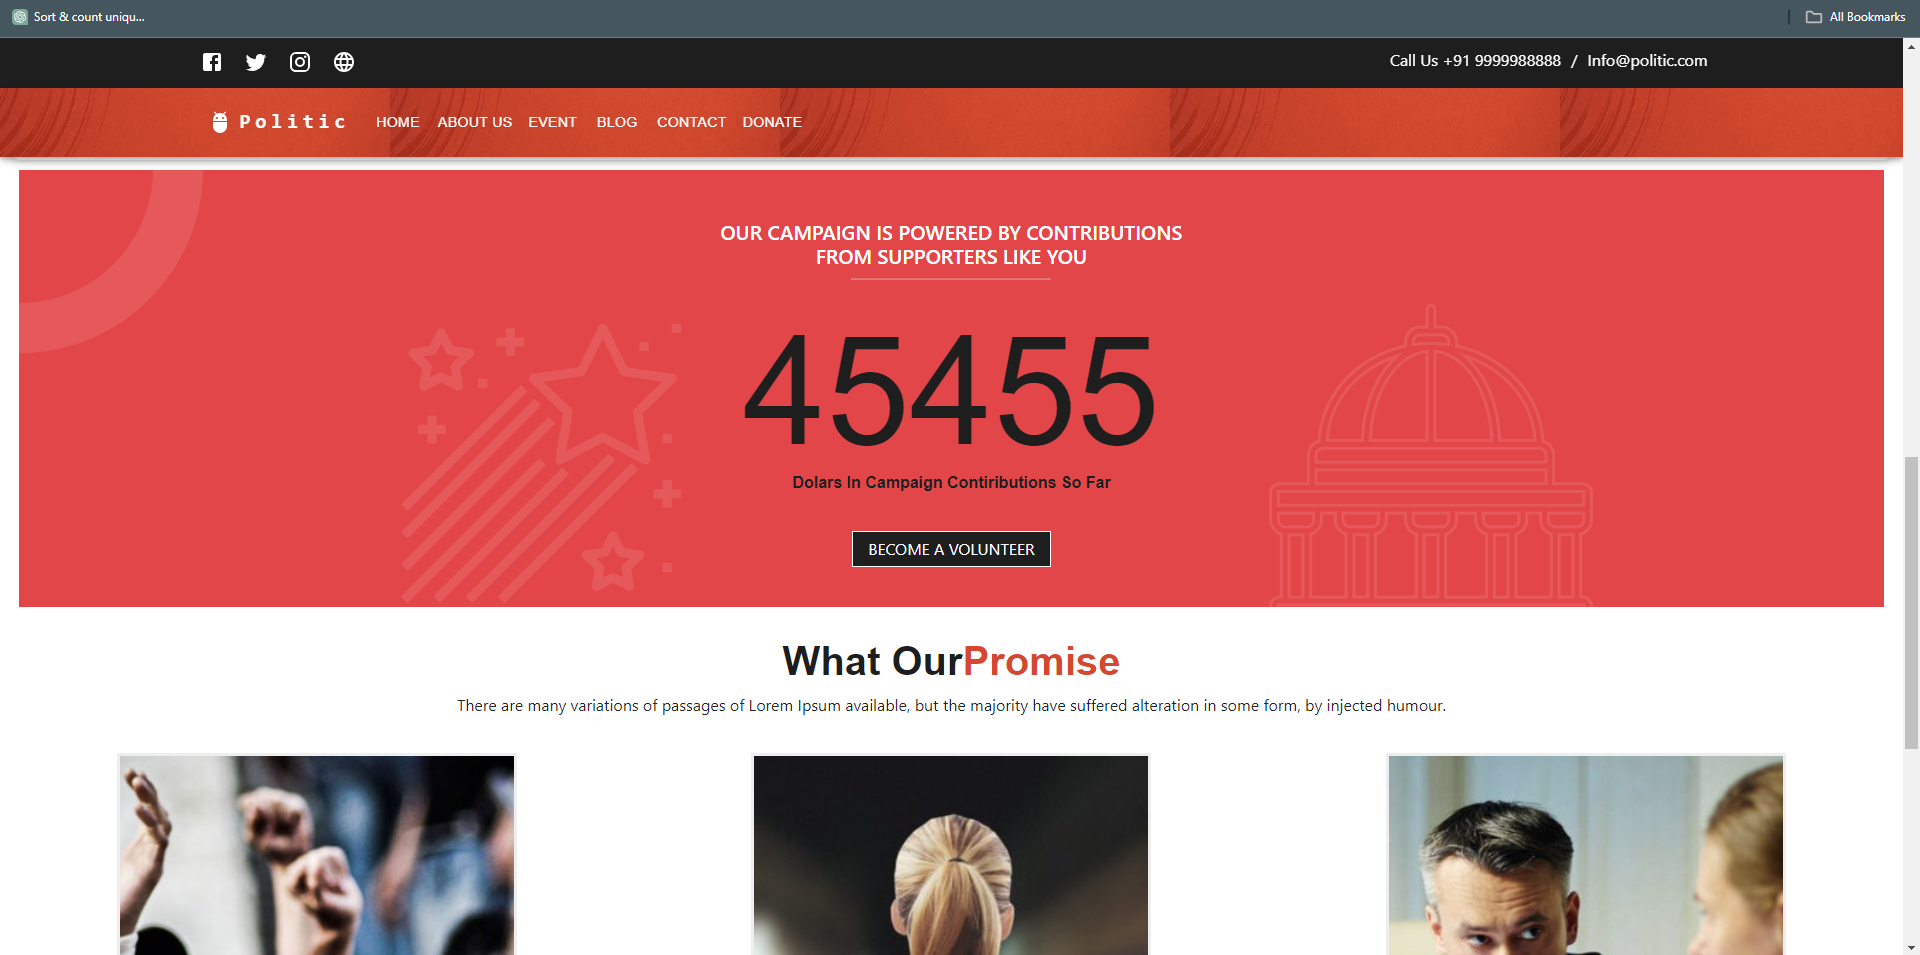 Sort & count uniqu...
All Bookmarks
Call Us +91 9999988888 / Info@politic.com
Politic HOME ABOUT US EVENT BLOG CONTACT DONATE
OUR CAMPAIGN IS POWERED BY CONTRIBUTIONS
FROM SUPPORTERS LIKE YOU
45455
Dolars In Campaign Contiributions So Far
BECOME A VOLUNTEER
What OurPromise
There are many variations of passages of Lorem Ipsum available, but the majority have suffered alteration in some form, by injected humour.